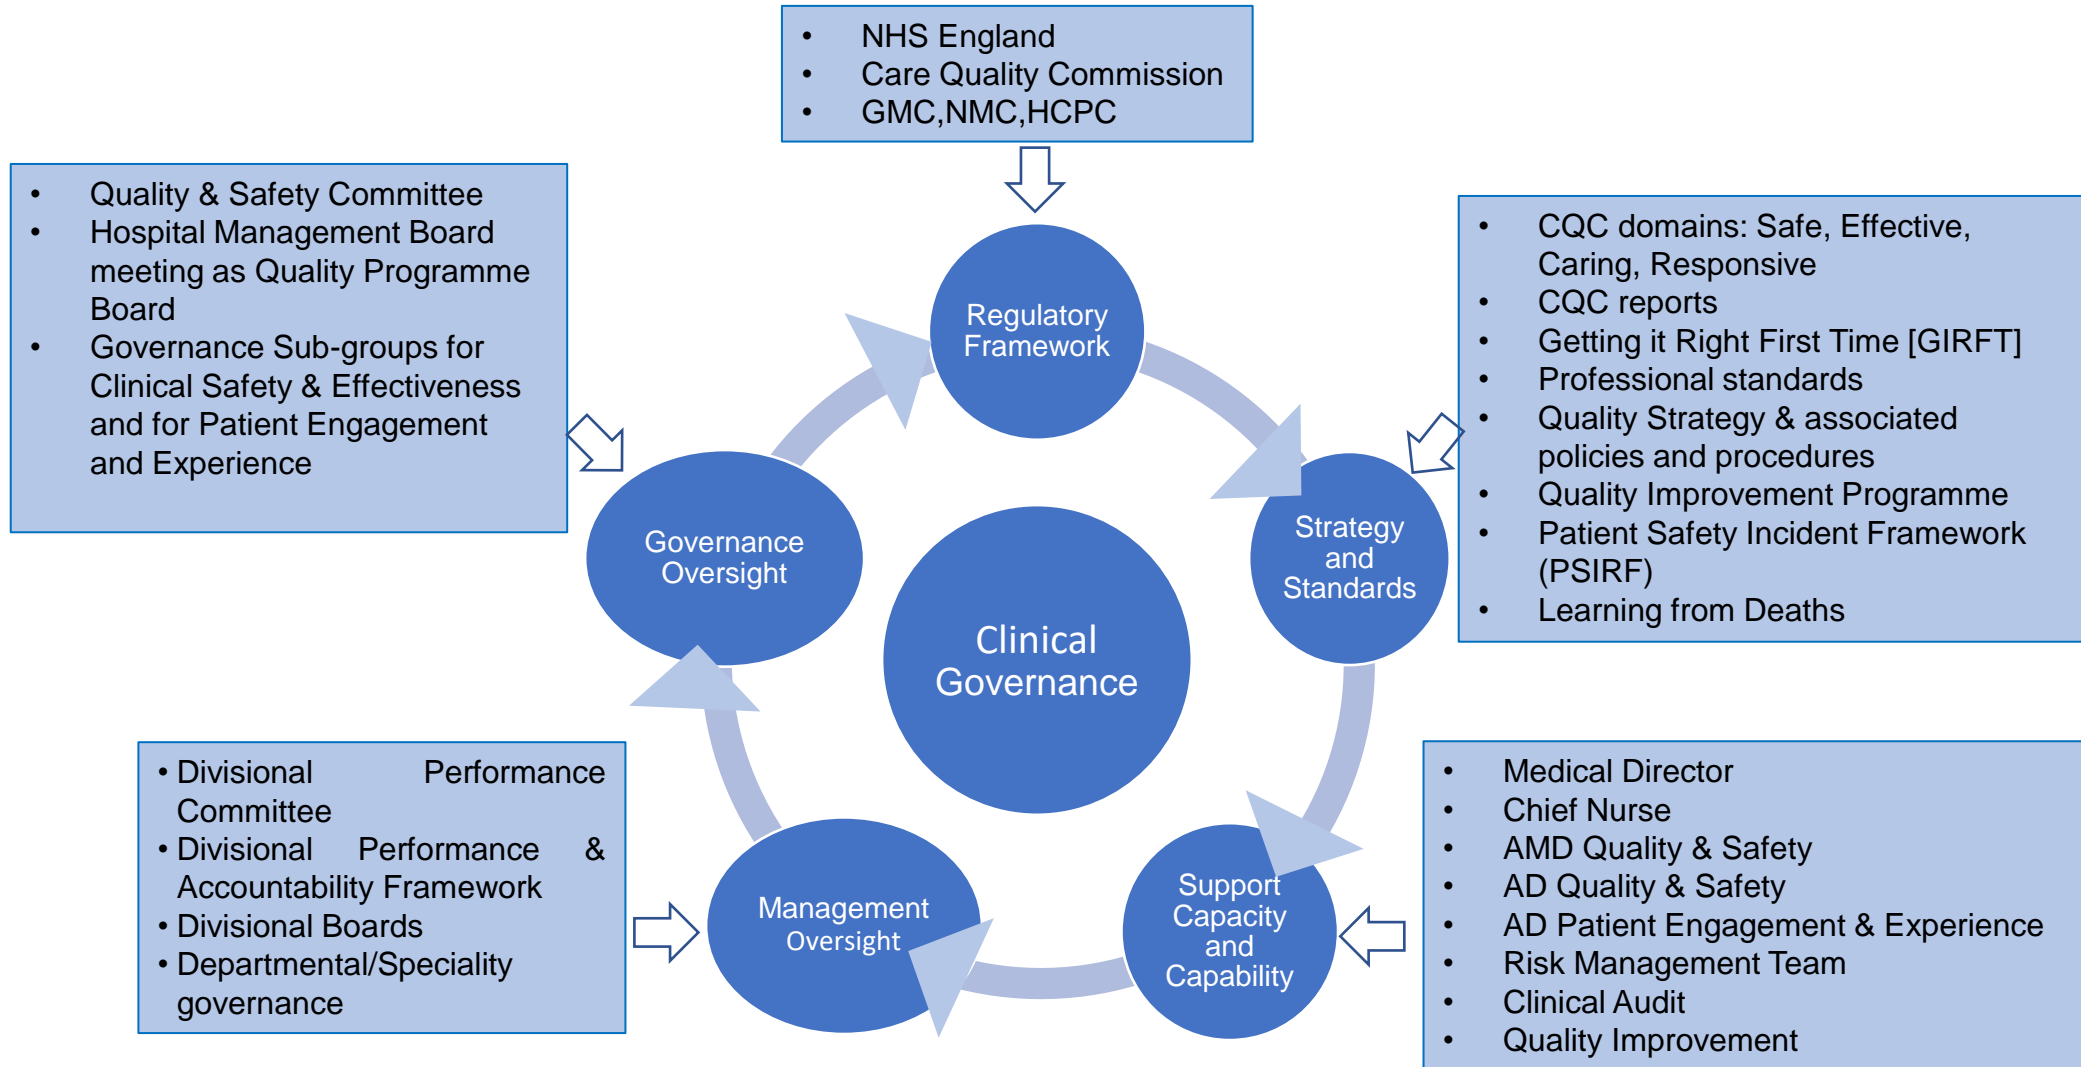 • NHS England
• Care Quality Commission
• GMC,NMC,HCPC
• Quality & Safety Committee
• Hospital Management Board
meeting as Quality Programme
Board
• Governance Sub-groups for
Clinical Safety & Effectiveness
and for Patient Engagement
and Experience
• CQC domains: Safe, Effective,
Caring, Responsive
• CQC reports
• Getting it Right First Time [GIRFT]
• Professional standards
• Quality Strategy & associated
policies and procedures
• Quality Improvement Programme
• Patient Safety Incident Framework
(PSIRF)
• Learning from Deaths
Regulatory
Framework
Governance
Oversight
Strategy
and
Standards
Clinical
Governance
• Divisional Performance
Committee
• Divisional Performance &
Accountability Framework
• Divisional Boards
• Departmental/Speciality
governance
Management
Oversight
Support
Capacity
and
Capability
• Medical Director
• Chief Nurse
• AMD Quality & Safety
• AD Quality & Safety
• AD Patient Engagement & Experience
• Risk Management Team
• Clinical Audit
• Quality Improvement